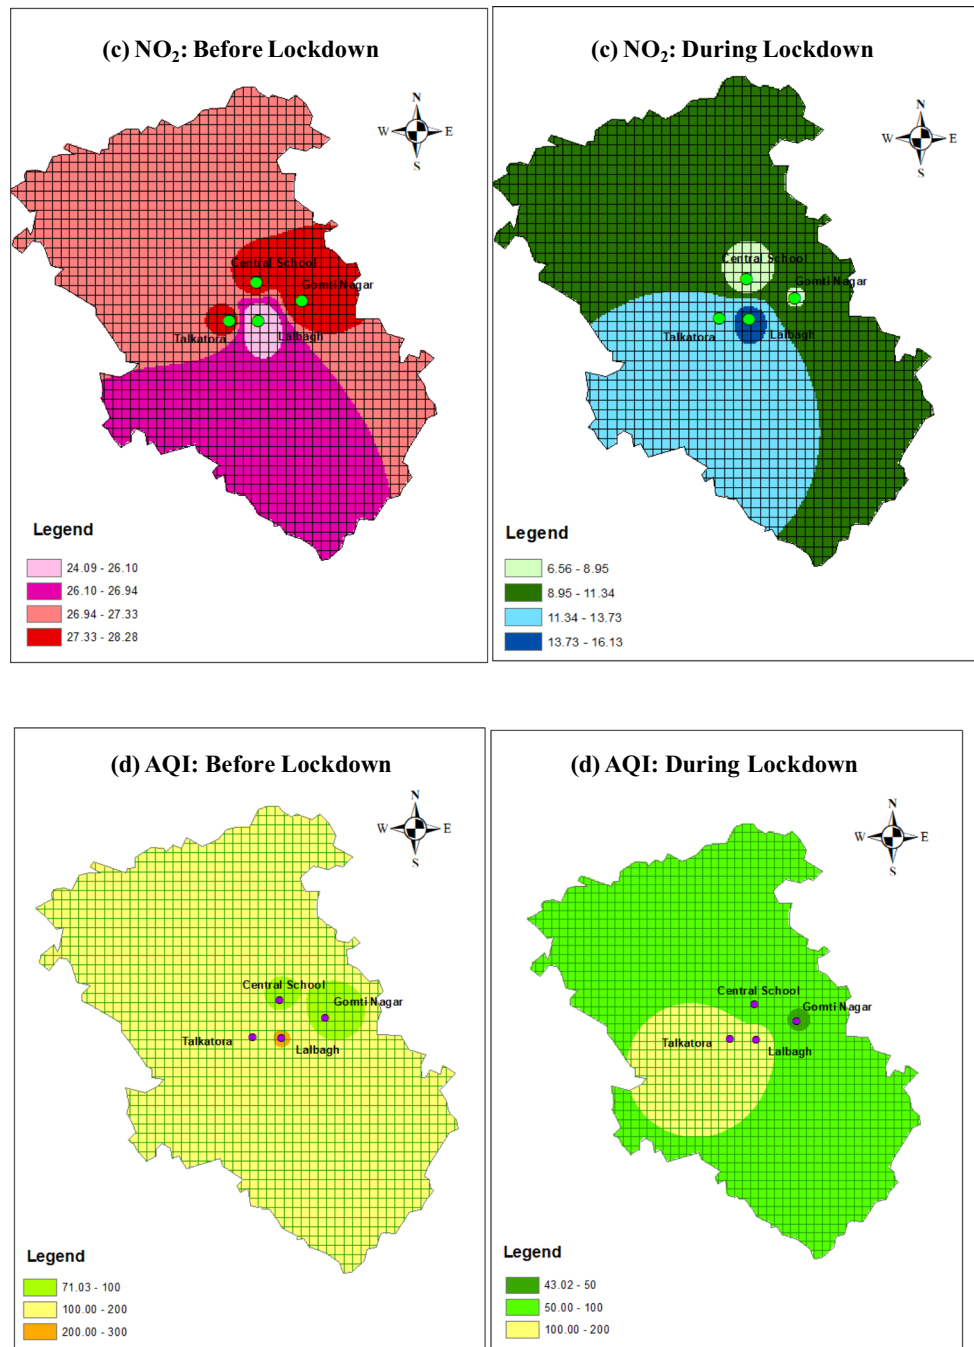 (c) NO₂: Before Lockdown
N
W E
S
Central School
Gomti Nagar
Talkatora
Lalbagh
Legend
24.09 - 26.10
26.10 - 26.94
26.94 - 27.33
27.33 - 28.28
(c) NO₂: During Lockdown
N
W E
S
Central School
Gomti Nagar
Talkatora
Lalbagh
Legend
6.56 - 8.95
8.95 - 11.34
11.34 - 13.73
13.73 - 16.13
(d) AQI: Before Lockdown
N
W E
S
Central School
Gomti Nagar
Talkatora
Lalbagh
Legend
71.03 - 100
100.00 - 200
200.00 - 300
(d) AQI: During Lockdown
N
W E
S
Central School
Gomti Nagar
Talkatora
Lalbagh
Legend
43.02 - 50
50.00 - 100
100.00 - 200